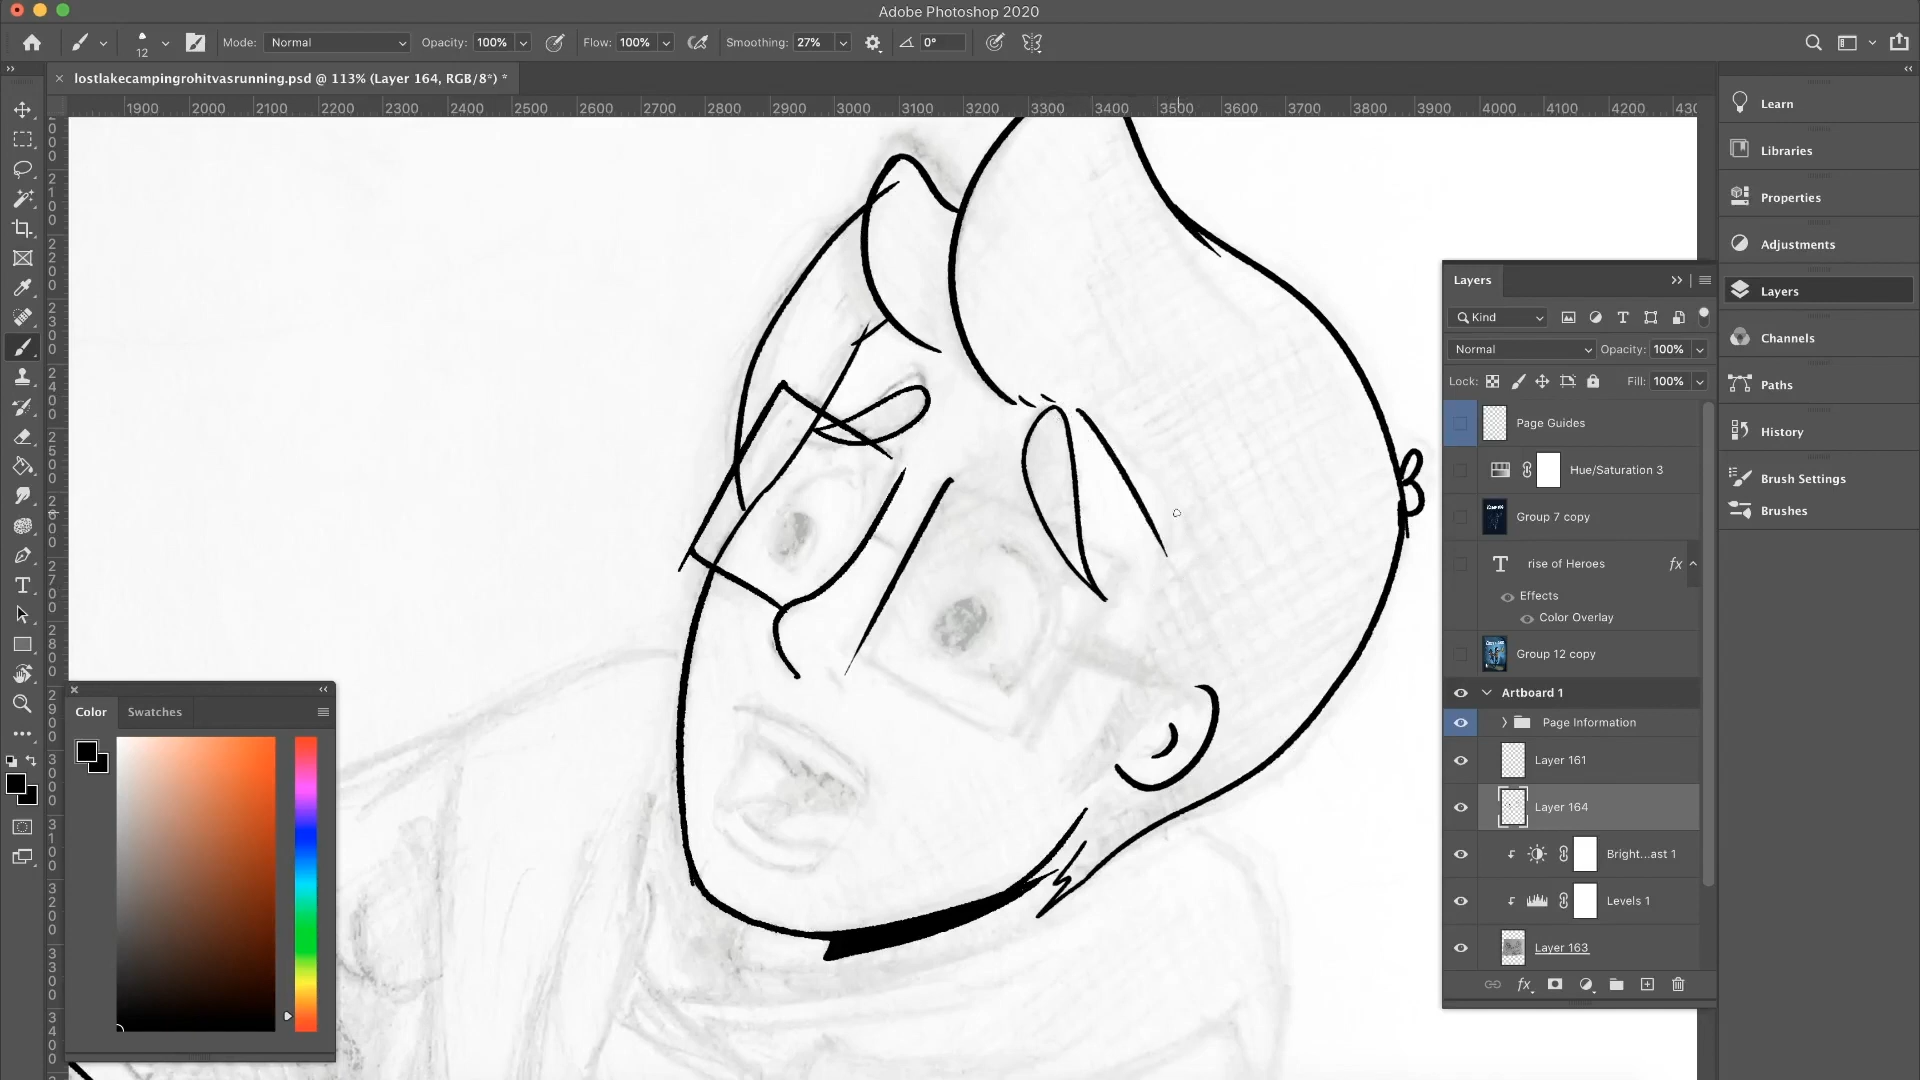 Adobe Photoshop 2020
12
Mode: Normal
Opacity: 100%
Flow: 100%
Smoothing: 27%
0°
lostlakecampingrohitvasrunning.psd @ 113% (Layer 164, RGB/8*) *
1900 2000 2100 2200 2300 2400 2500 2600 2700 2800 2900 3000 3100 3200 3300 3400 3500 3600 3700 3800 3900 4000 4100 4200 430
Learn
Libraries
Properties
Adjustments
Layers
Channels
Paths
History
Brush Settings
Brushes
Layers
Kind
Normal
Opacity: 100%
Lock:
Fill: 100%
Page Guides
Hue/Saturation 3
Group 7 copy
T rise of Heroes fx
Effects
Color Overlay
Group 12 copy
Artboard 1
Page Information
Layer 161
Layer 164
Bright...ast 1
Levels 1
Layer 163
fx
Color
Swatches